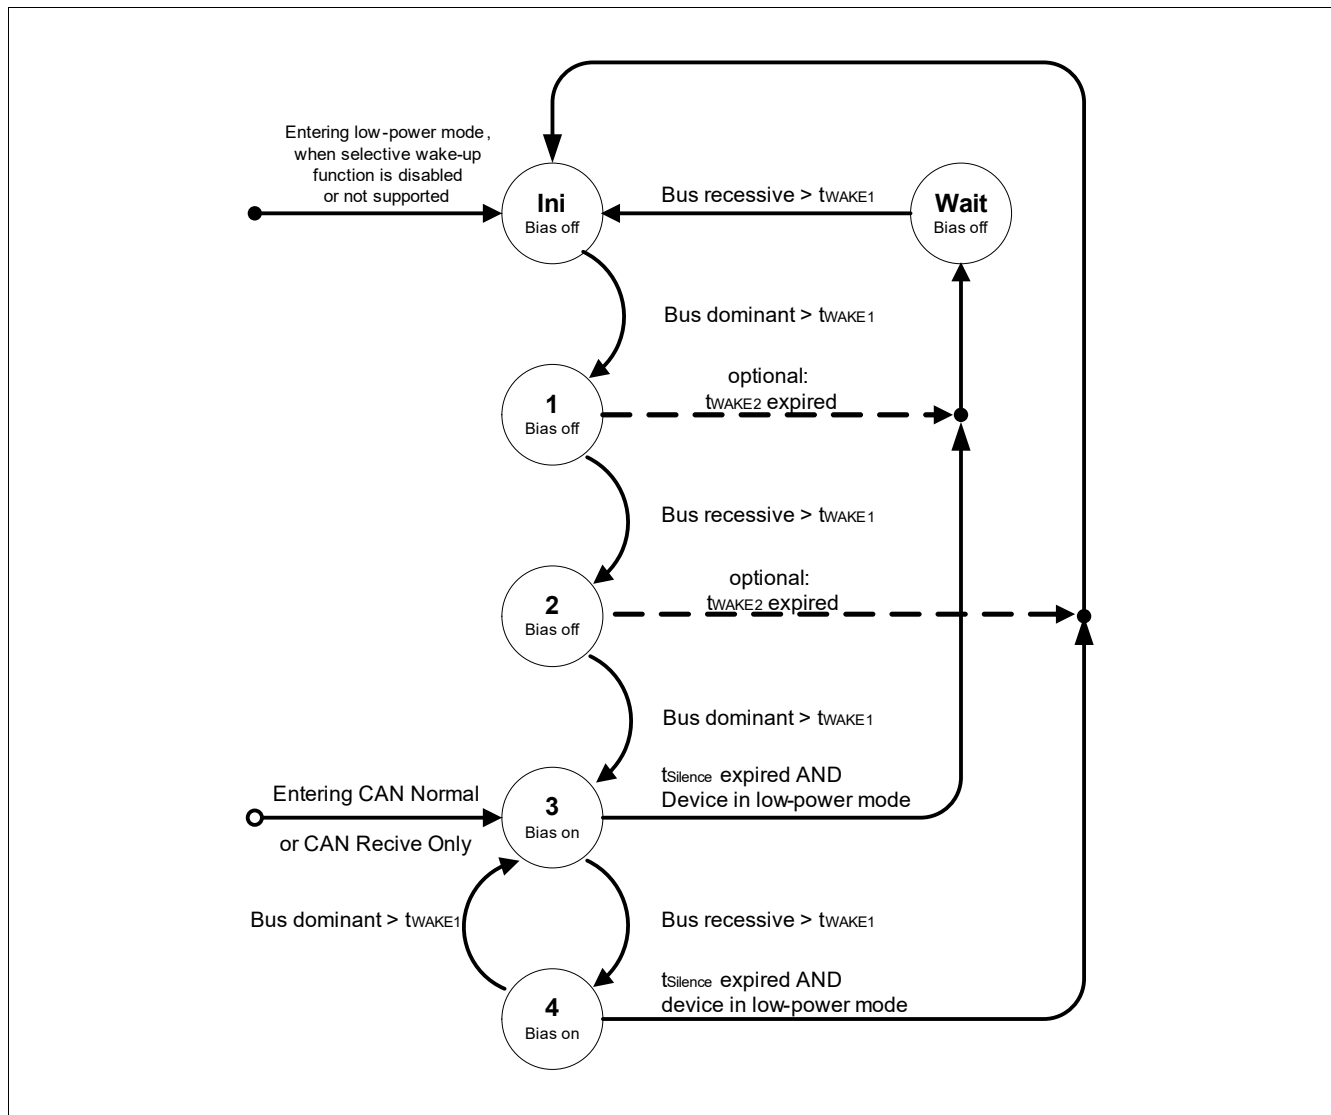 Entering low-power mode,
when selective wake-up
function is disabled
or not supported
Ini
Bias off
Bus recessive > tWAKE1
Wait
Bias off
Bus dominant > tWAKE1
1
Bias off
optional:
tWAKE2 expired
Bus recessive > tWAKE1
2
Bias off
optional:
tWAKE2 expired
Bus dominant > tWAKE1
Entering CAN Normal
or CAN Recive Only
3
Bias on
tSilence expired AND
Device in low-power mode
Bus dominant > tWAKE1
Bus recessive > tWAKE1
4
Bias on
tSilence expired AND
device in low-power mode